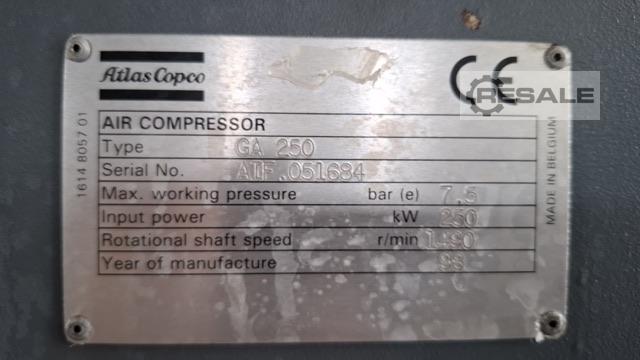 Atlas Copco
CE
RESALE
AIR COMPRESSOR
Type GA 250
Serial No. AIF.051684
Max. working pressure bar (e) 7,5
Input power kW 250
Rotational shaft speed r/min 1490
Year of manufacture
1614 8057 01
MADE IN BELGIUM